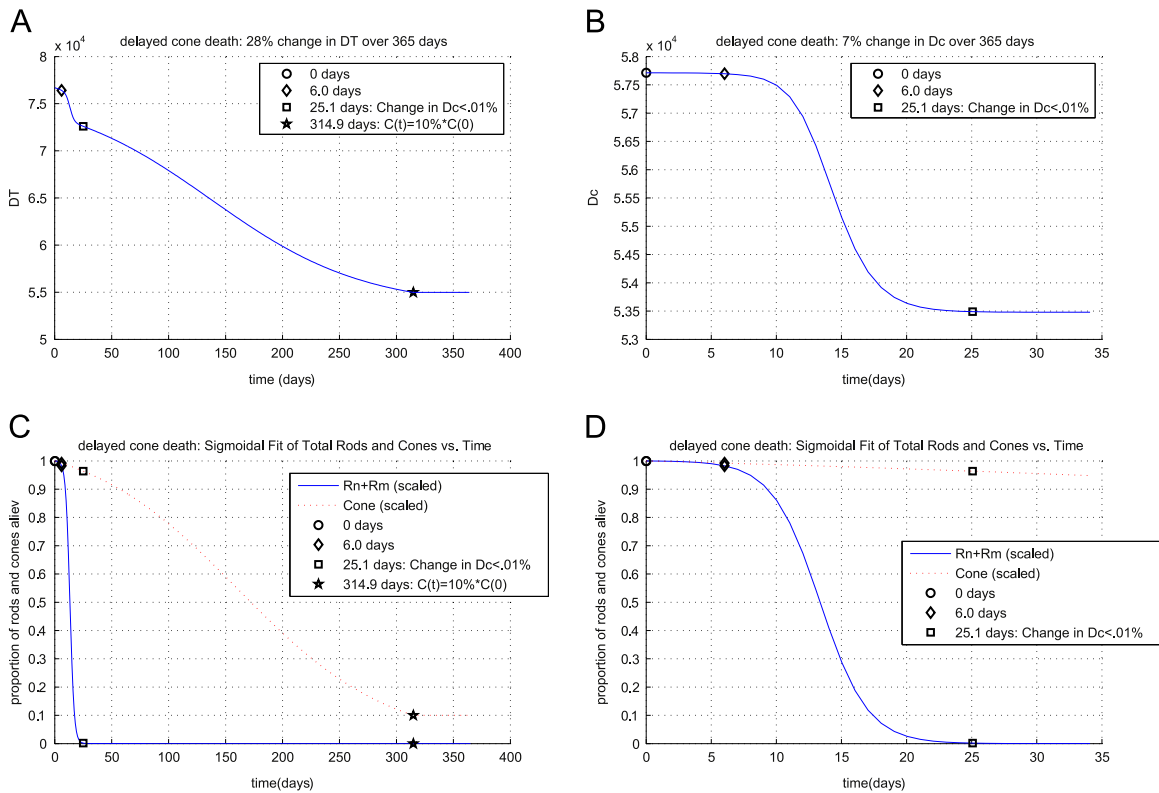 A
delayed cone death: 28% change in DT over 365 days
x 10^4
8
7.5
7
6.5
6
5.5
5
DT
0 days
6.0 days
25.1 days: Change in Dc<.01%
314.9 days: C(t)=10%*C(0)
0 50 100 150 200 250 300 350 400
time (days)
B
delayed cone death: 7% change in Dc over 365 days
x 10^4
5.8
5.7
5.6
5.5
5.4
5.3
5.8
5.7
5.6
5.5
5.4
5.3
Dc
0 days
6.0 days
25.1 days: Change in Dc<.01%
0 5 10 15 20 25 30 35
time(days)
C
delayed cone death: Sigmoidal Fit of Total Rods and Cones vs. Time
1
0.9
0.8
0.7
0.6
0.5
0.4
0.3
0.2
0.1
0
proportion of rods and cones aliev
Rn+Rm (scaled)
Cone (scaled)
0 days
6.0 days
25.1 days: Change in Dc<.01%
314.9 days: C(t)=10%*C(0)
0 50 100 150 200 250 300 350 400
time(days)
D
delayed cone death: Sigmoidal Fit of Total Rods and Cones vs. Time
1
0.9
0.8
0.7
0.6
0.5
0.4
0.3
0.2
0.1
0
proportion of rods and cones aliev
Rn+Rm (scaled)
Cone (scaled)
0 days
6.0 days
25.1 days: Change in Dc<.01%
0 5 10 15 20 25 30 35
time(days)